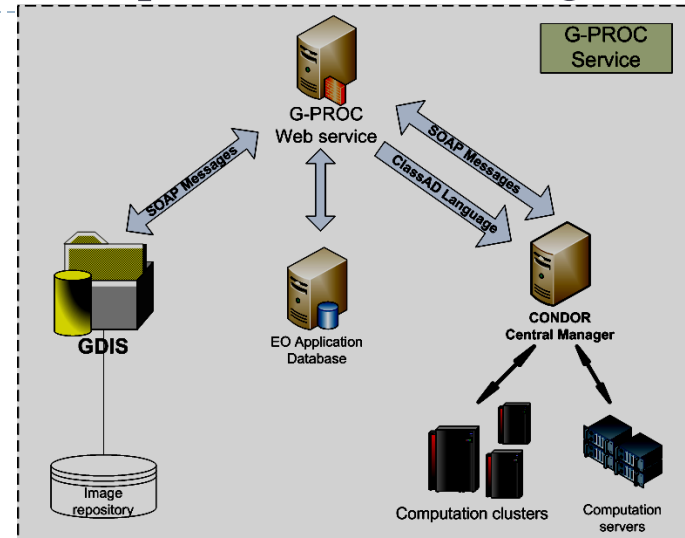 G-PROC
Service
G-PROC
Web service
SOAP Messages
SOAP Messages
ClassAD Language
GDIS
EO Application
Database
CONDOR
Central Manager
Image
repository
Computation clusters
Computation
servers